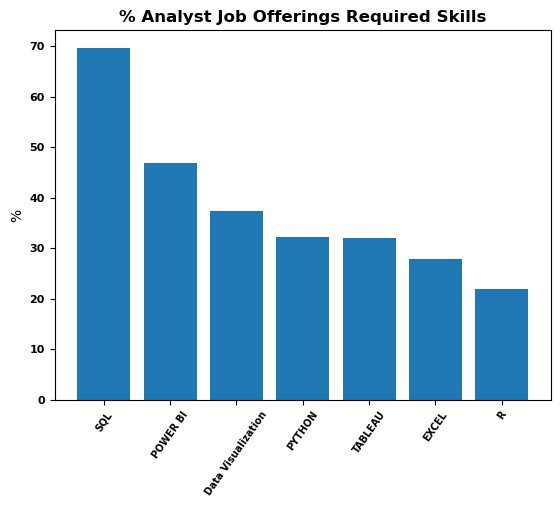 % Analyst Job Offerings Required Skills
70
60
50
40
30
20
10
0
%
SQL
POWER BI
Data Visualization
PYTHON
TABLEAU
EXCEL
R